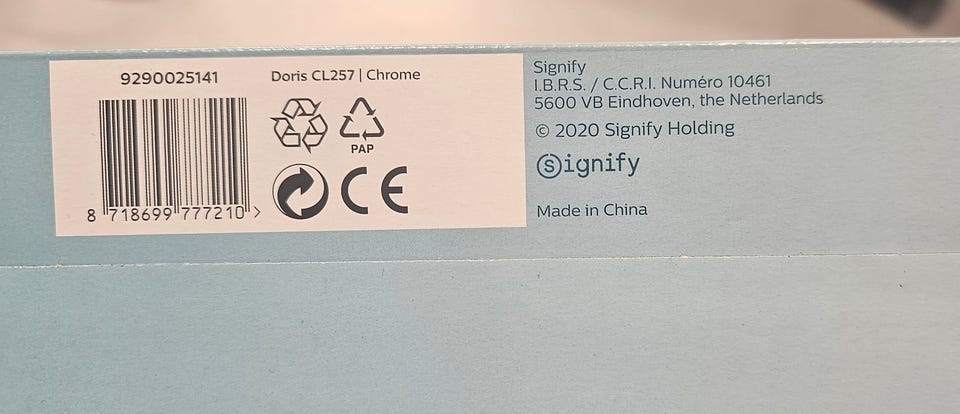 9290025141
Doris CL257 | Chrome
PAP
CE
8 718699 777210 >
Signify
I.B.R.S. / C.C.R.I. Numéro 10461
5600 VB Eindhoven, the Netherlands
© 2020 Signify Holding
Signify
Made in China